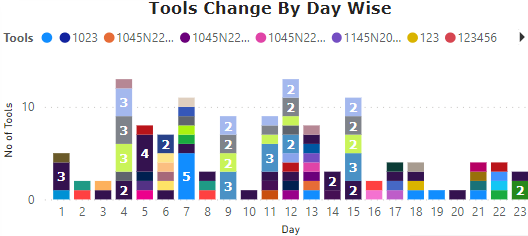 Tools Change By Day Wise
Tools 1023 1045N22... 1045N22... 1045N22... 1145N20... 123 123456
No of Tools
10
0
3 2 3 3 3 4 2 5 2 2 3 2 3 2 2 2 2 3 2 2 2 3 2 2
1 2 3 4 5 6 7 8 9 10 11 12 13 14 15 16 17 18 19 20 21 22 23
Day